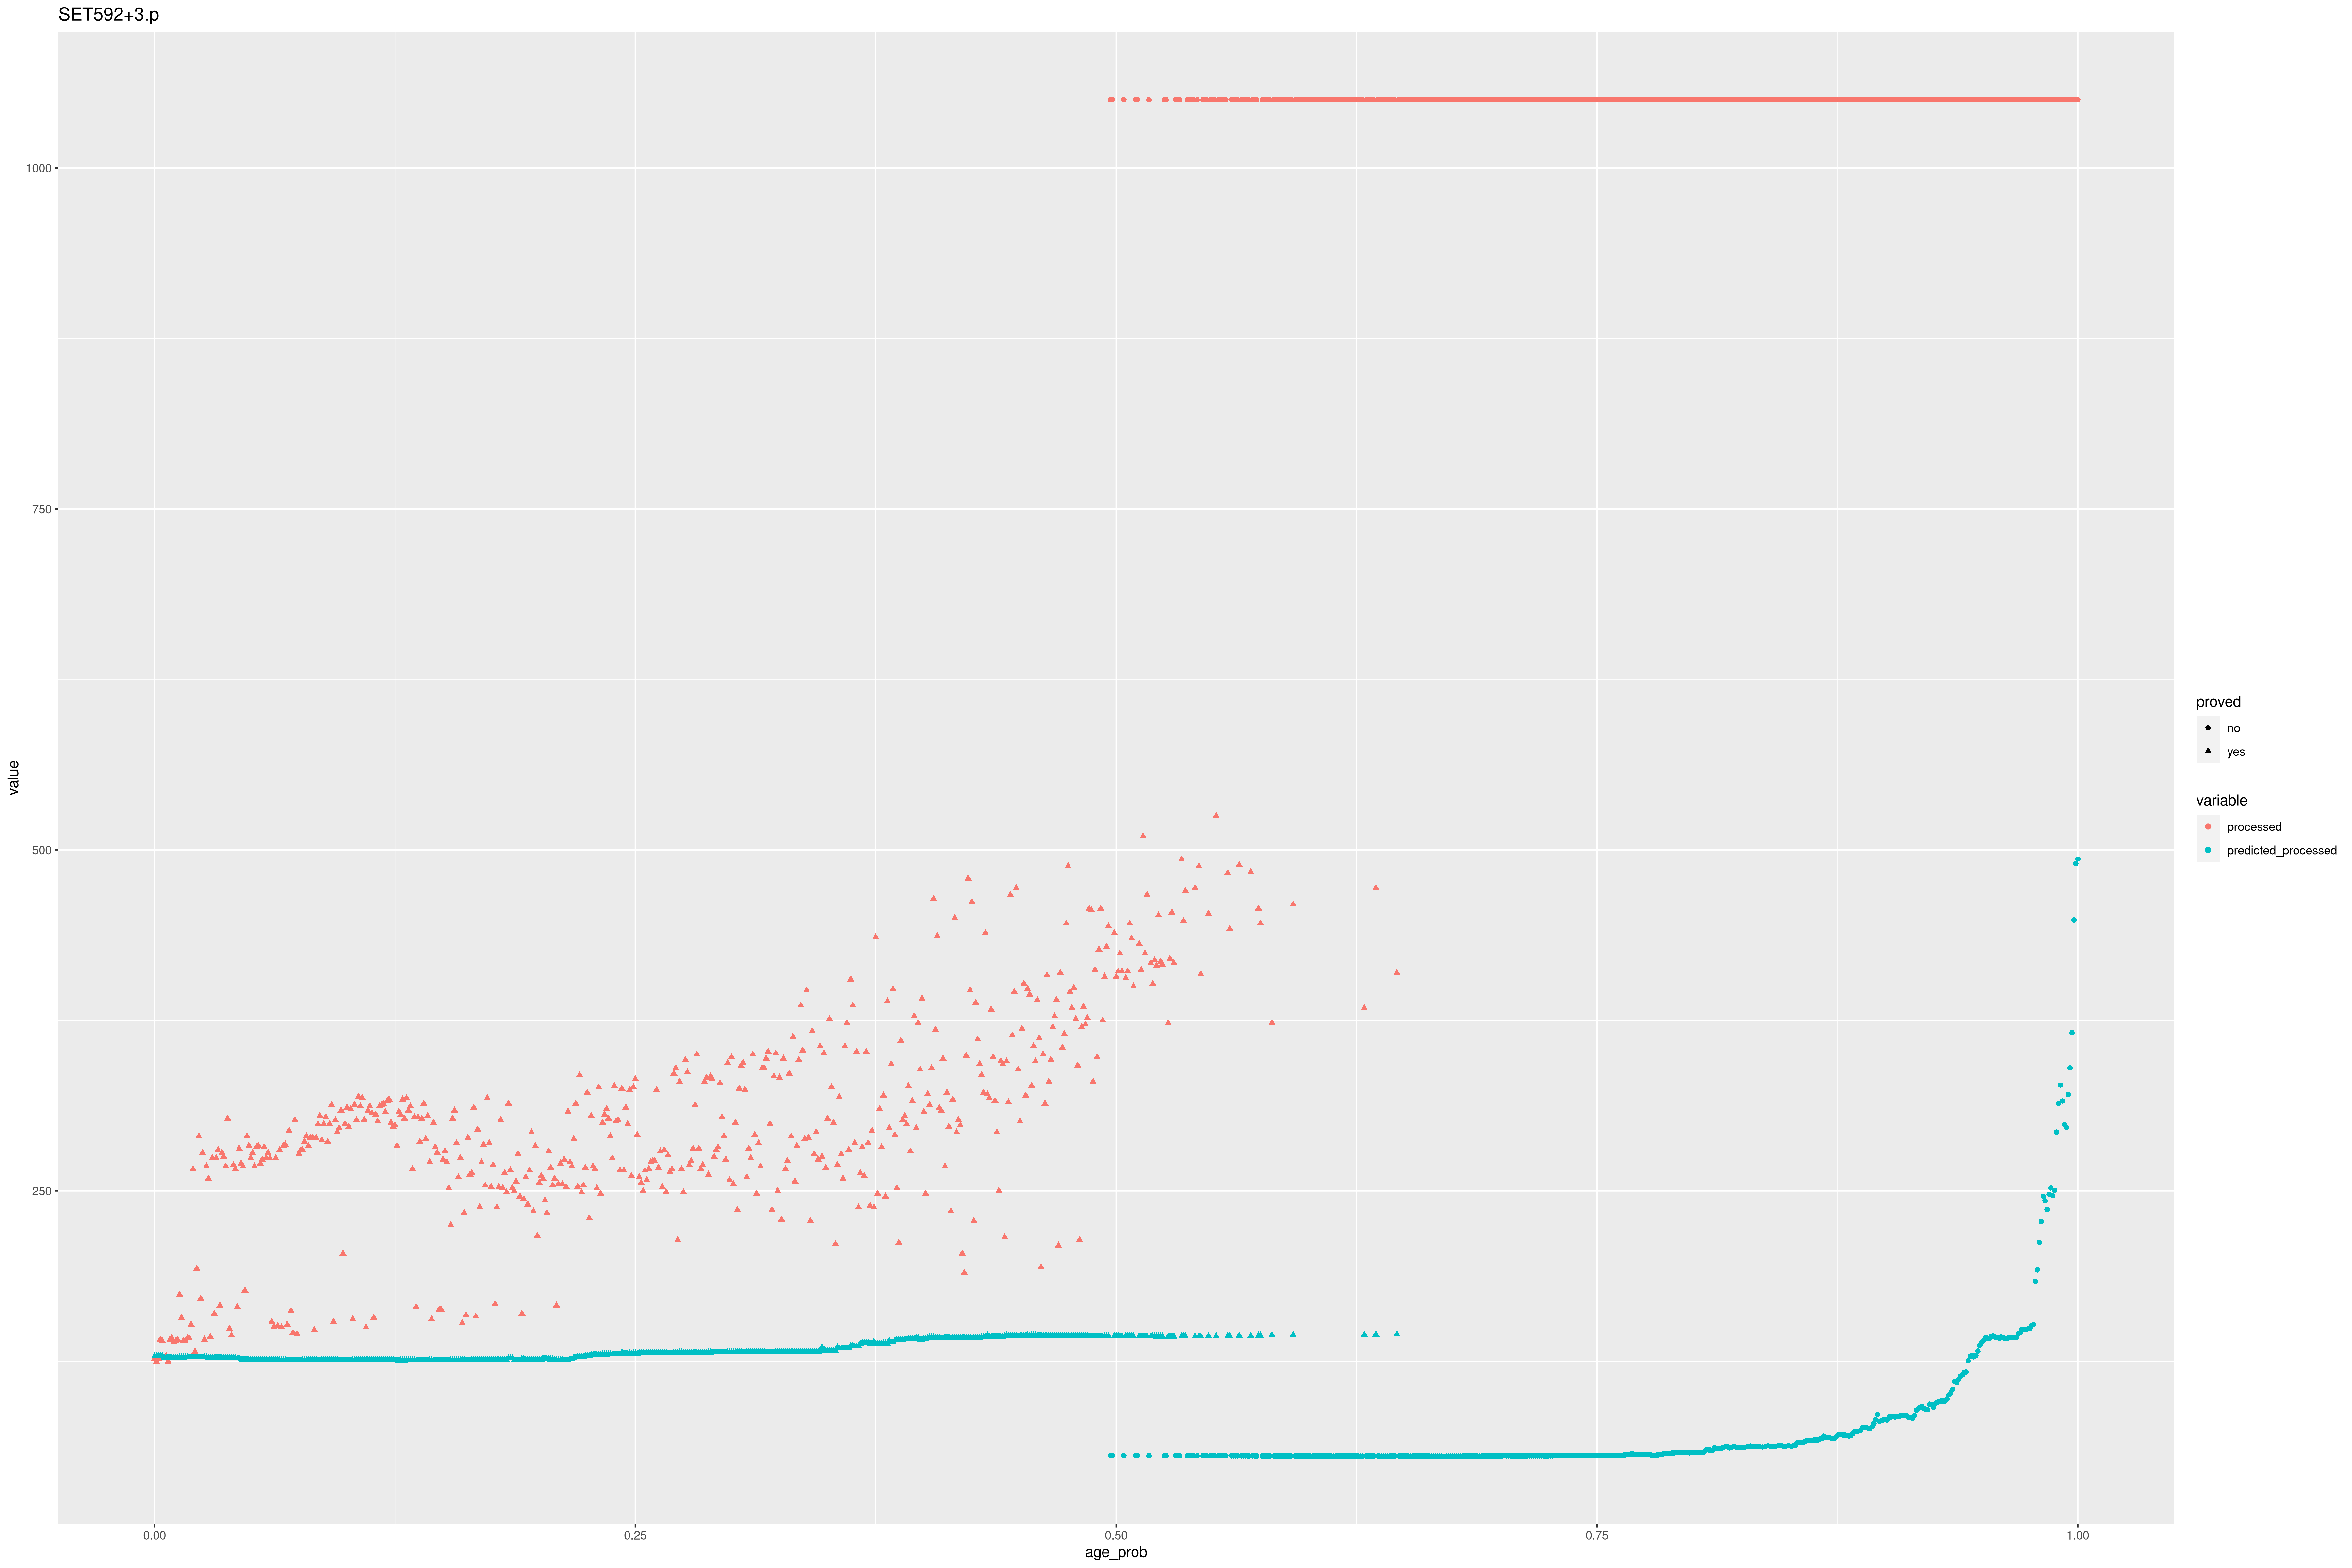 SET592+3.p
value
1000
750
500
250
0.00
0.25
0.50
0.75
1.00
age_prob
proved
no
yes
variable
processed
predicted_processed